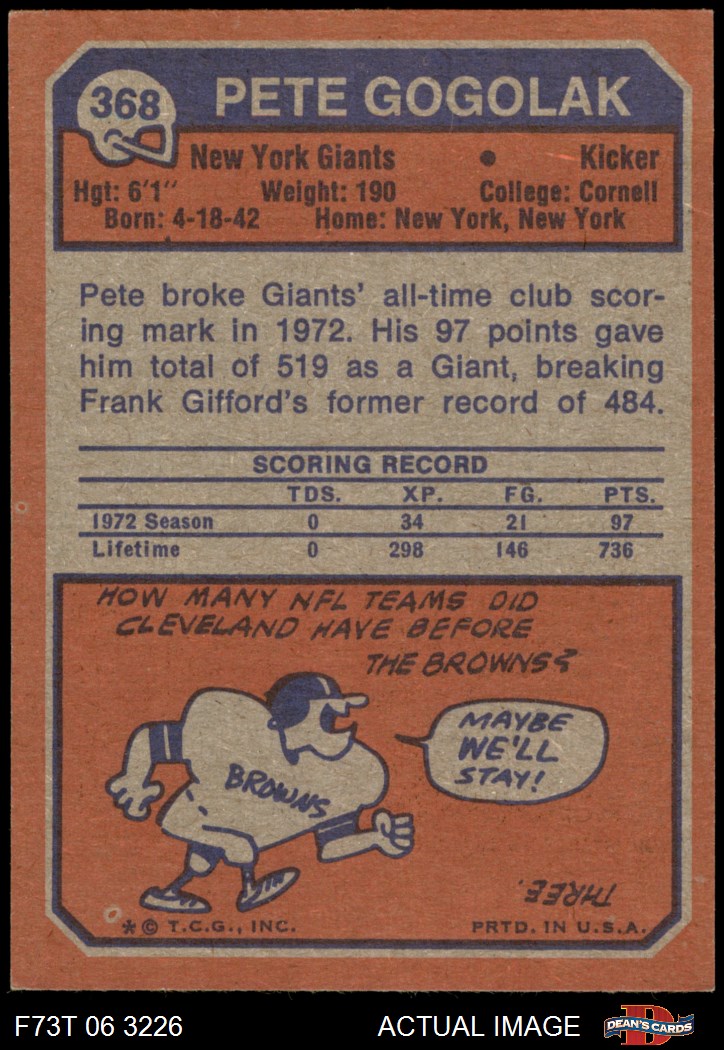 368
PETE GOGOLAK
New York Giants • Kicker
Hgt: 6'1" Weight: 190 College: Cornell
Born: 4-18-42 Home: New York, New York
Pete broke Giants' all-time club scor-
ing mark in 1972. His 97 points gave
him total of 519 as a Giant, breaking
Frank Gifford's former record of 484.
SCORING RECORD
TDS. XP. FG. PTS.
1972 Season 0 34 21 97
Lifetime 0 298 146 736
HOW MANY NFL TEAMS DID
CLEVELAND HAVE BEFORE
THE BROWNS?
MAYBE
WE'LL
STAY!
BROWNS
THREE.
* © T.C.G., INC. PRTD. IN U.S.A.
F73T 06 3226 ACTUAL IMAGE
D
DEAN'S CARDS